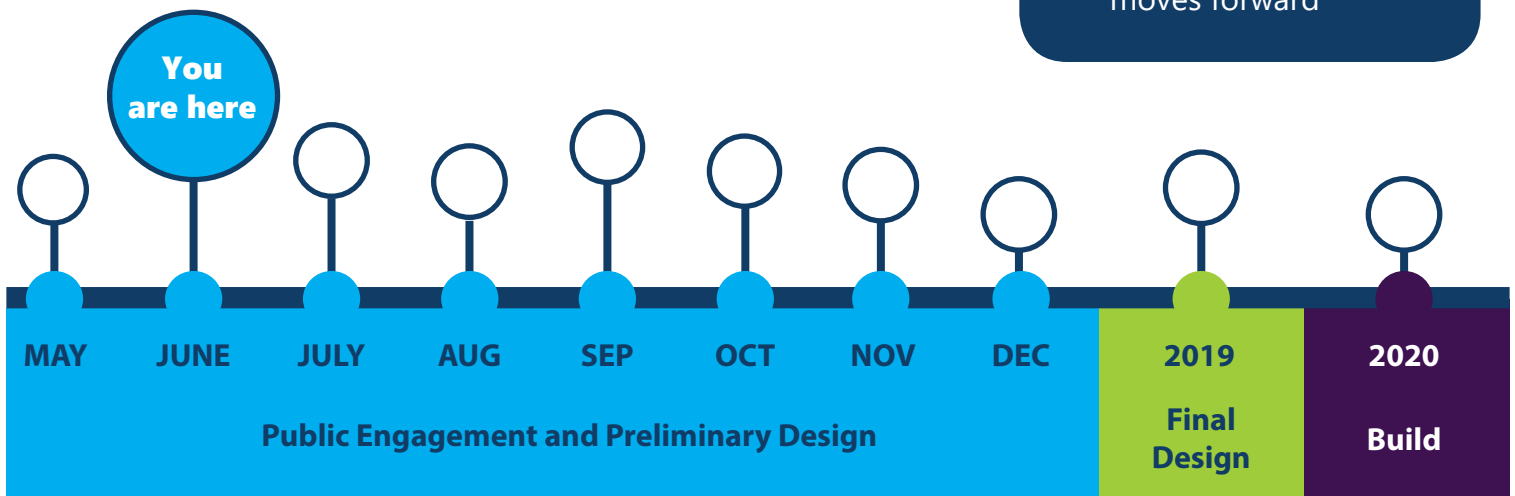 moves forward
You
are here
MAY JUNE JULY AUG SEP OCT NOV DEC 2019 2020
Public Engagement and Preliminary Design
Final
Design
Build